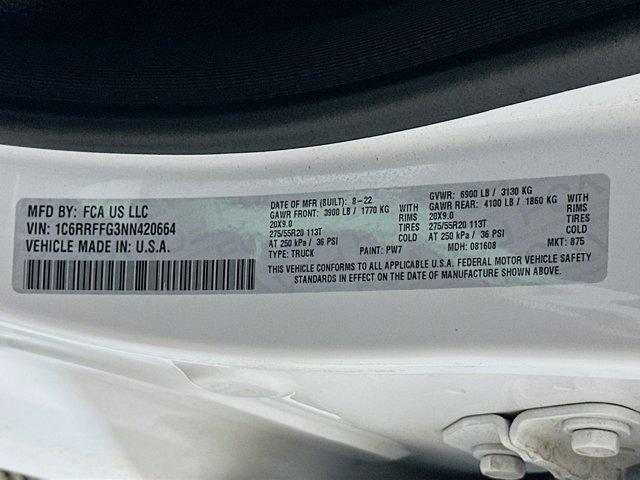 MFD BY: FCA US LLC
VIN: 1C6RRFFG3NN420664
VEHICLE MADE IN: U.S.A.
DATE OF MFR (BUILT): 8-22
GAWR FRONT: 3900 LB / 1770 KG WITH
20X9.0 RIMS
275/55R20 113T TIRES
AT 250 kPa / 36 PSI COLD
TYPE: TRUCK PAINT: PW7
GVWR: 6900 LB / 3130 KG
GAWR REAR: 4100 LB / 1860 KG WITH
20X9.0 RIMS
275/55R20 113T TIRES
AT 250 kPa / 36 PSI COLD
MDH: 081608 MKT: 875
THIS VEHICLE CONFORMS TO ALL APPLICABLE U.S.A. FEDERAL MOTOR VEHICLE SAFETY
STANDARDS IN EFFECT ON THE DATE OF MANUFACTURE SHOWN ABOVE.